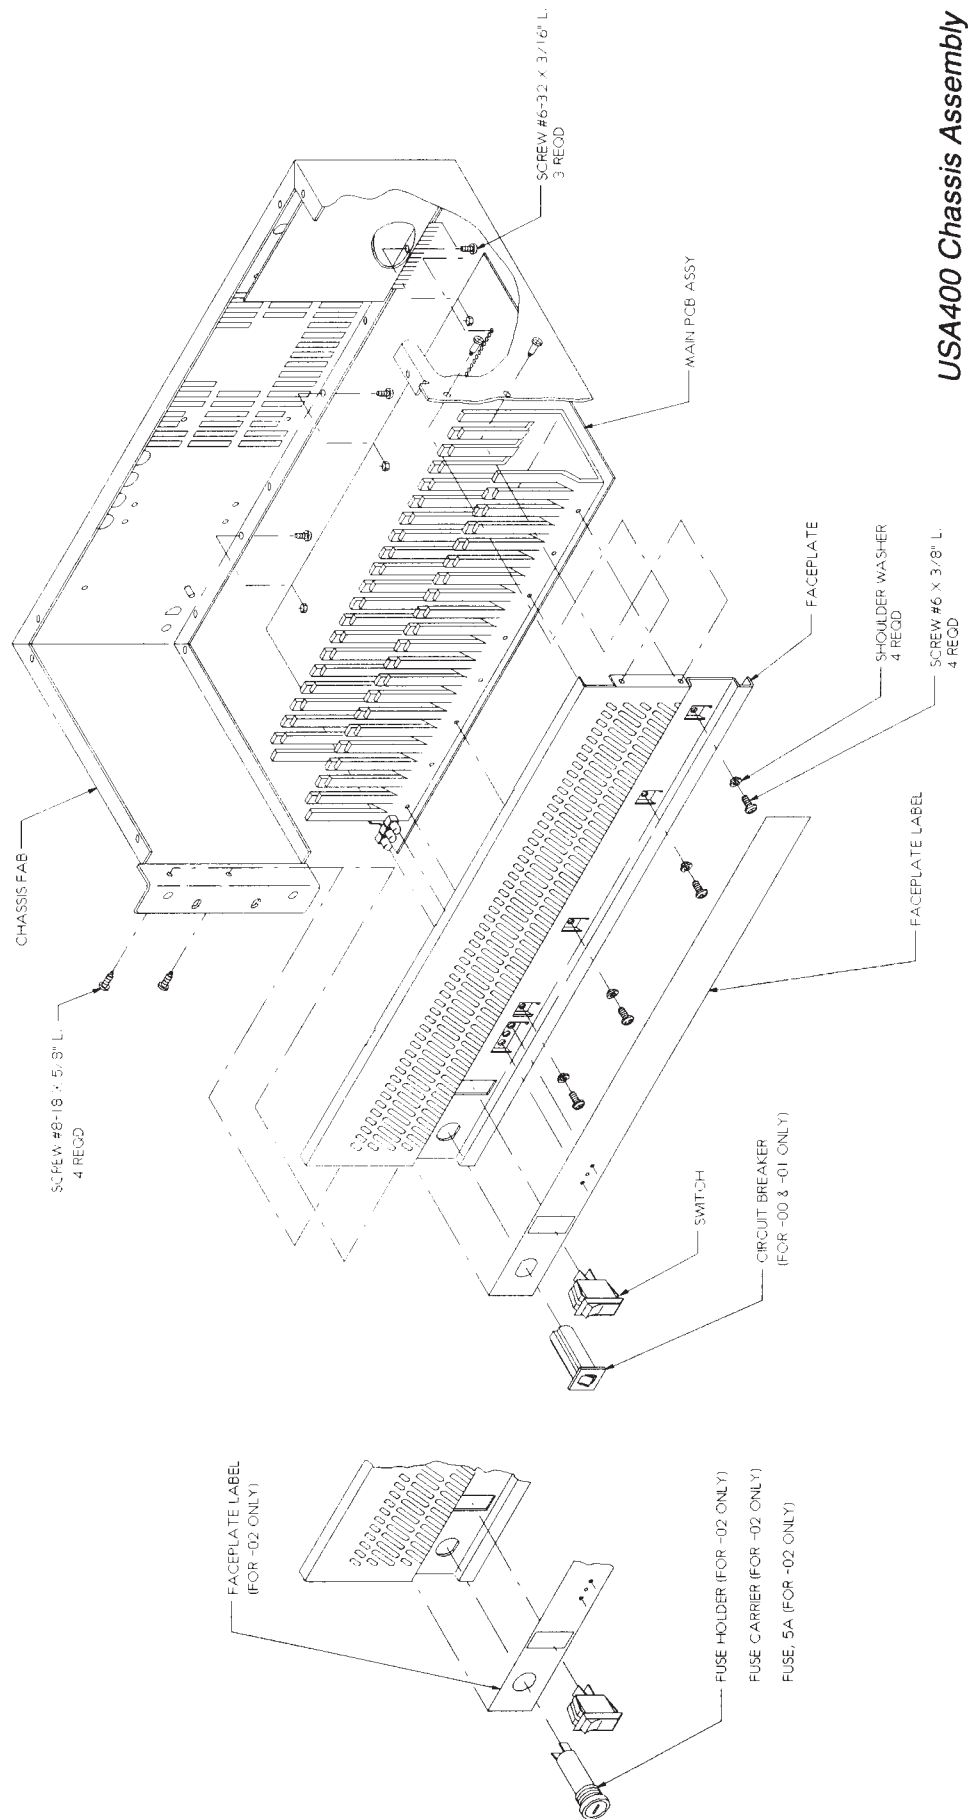 USA400 Chassis Assembly
CHASSIS FAB
SCREW #8-18 X 5/8" L.
4 REQD
SCREW #6-32 X 3/16" L.
3 REQD
MAIN PCB ASSY
FACEPLATE
SHOULDER WASHER
4 REQD
SCREW #6 X 3/8" L.
4 REQD
FACEPLATE LABEL
SWITCH
CIRCUIT BREAKER
(FOR -00 & -01 ONLY)
FACEPLATE LABEL
(FOR -02 ONLY)
FUSE HOLDER (FOR -02 ONLY)
FUSE CARRIER (FOR -02 ONLY)
FUSE, 5A (FOR -02 ONLY)